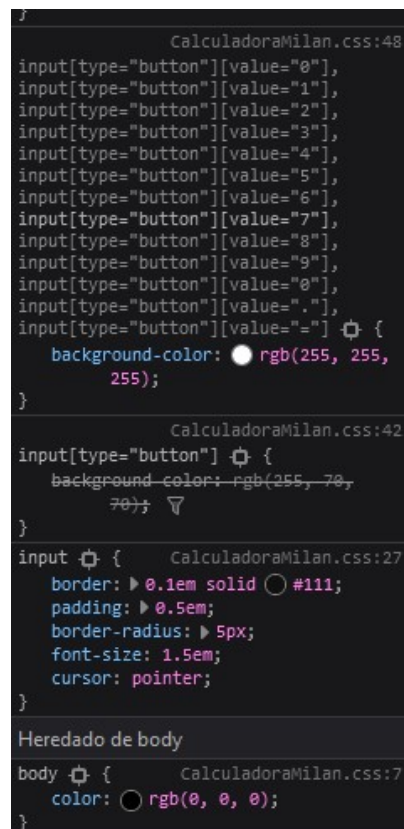 }
CalculadoraMilan.css:48
input[type="button"][value="0"],
input[type="button"][value="1"],
input[type="button"][value="2"],
input[type="button"][value="3"],
input[type="button"][value="4"],
input[type="button"][value="5"],
input[type="button"][value="6"],
input[type="button"][value="7"],
input[type="button"][value="8"],
input[type="button"][value="9"],
input[type="button"][value="0"],
input[type="button"][value="."],
input[type="button"][value="="] {
background-color: rgb(255, 255,
255);
}
CalculadoraMilan.css:42
input[type="button"] {
background-color: rgb(255, 70,
70);
}
input { CalculadoraMilan.css:27
border: 0.1em solid #111;
padding: 0.5em;
border-radius: 5px;
font-size: 1.5em;
cursor: pointer;
}
Heredado de body
body { CalculadoraMilan.css:7
color: rgb(0, 0, 0);
}